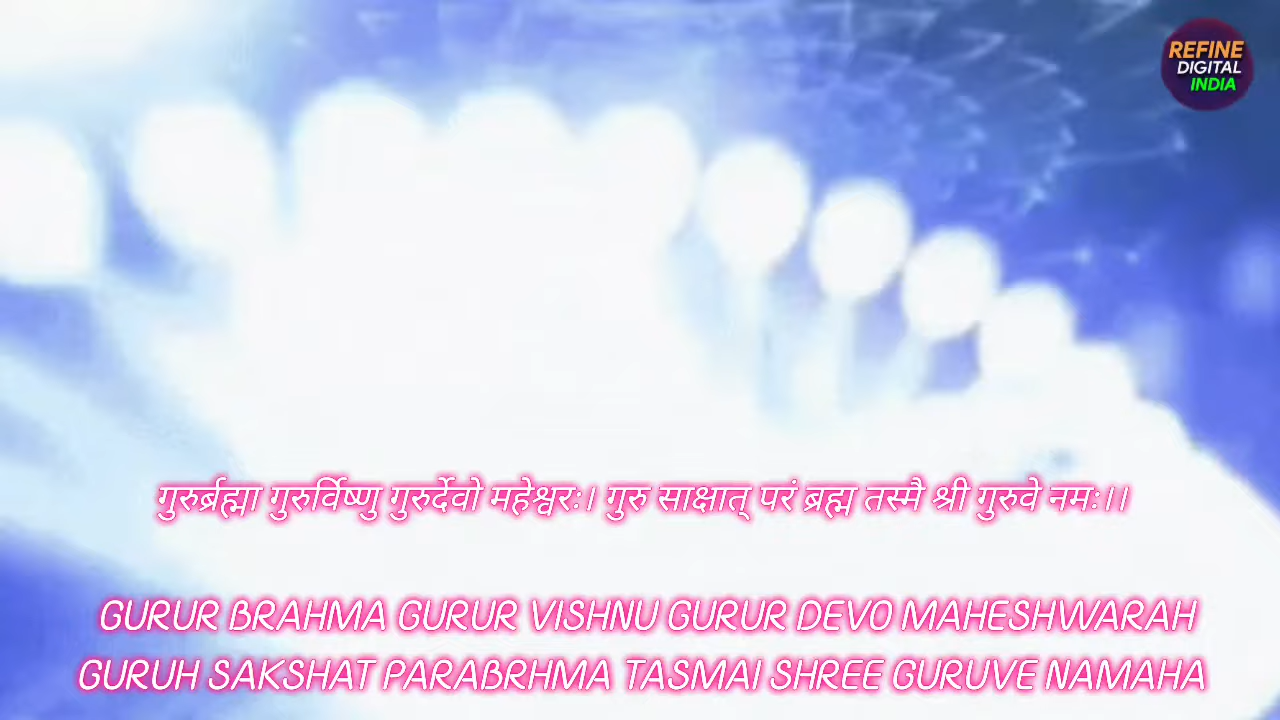 REFINE
DIGITAL
INDIA
गुरुर्ब्रह्मा गुरुर्विष्णु गुरुर्देवो महेश्वरः। गुरु साक्षात् परं ब्रह्म तस्मै श्री गुरुवे नमः।।
GURUR BRAHMA GURUR VISHNU GURUR DEVO MAHESHWARAH
GURUH SAKSHAT PARABRHMA TASMAI SHREE GURUVE NAMAHA